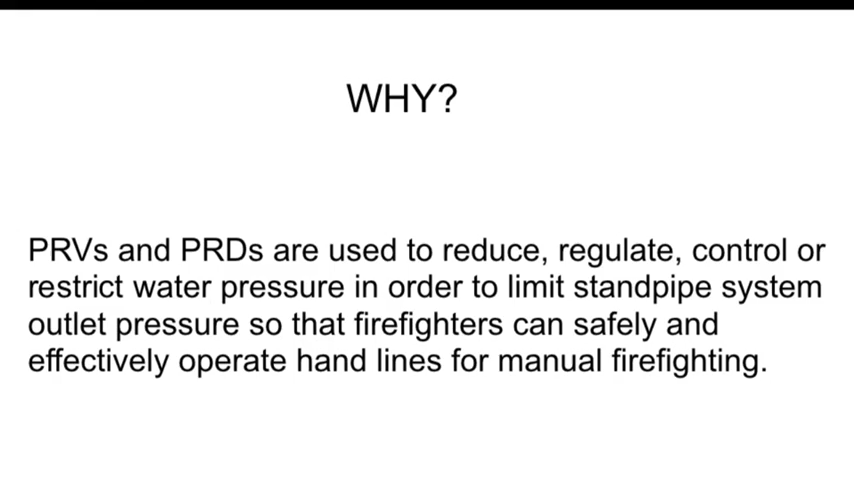 WHY?
PRVs and PRDs are used to reduce, regulate, control or
restrict water pressure in order to limit standpipe system
outlet pressure so that firefighters can safely and
effectively operate hand lines for manual firefighting.